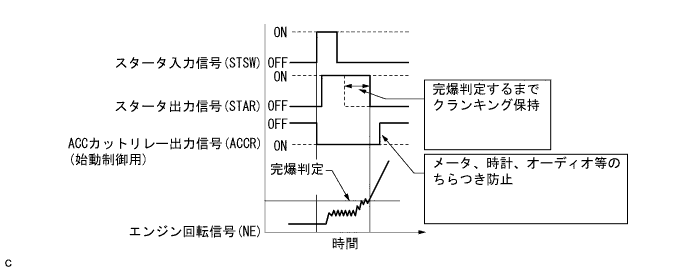 ON
スタータ入力信号(STSW) OFF
ON
スタータ出力信号(STAR) OFF
完爆判定するまで
クランキング保持
OFF
ACCカットリレー出力信号(ACCR) ON
(始動制御用)
メータ、時計、オーディオ等の
ちらつき防止
完爆判定
エンジン回転信号(NE)
時間
c